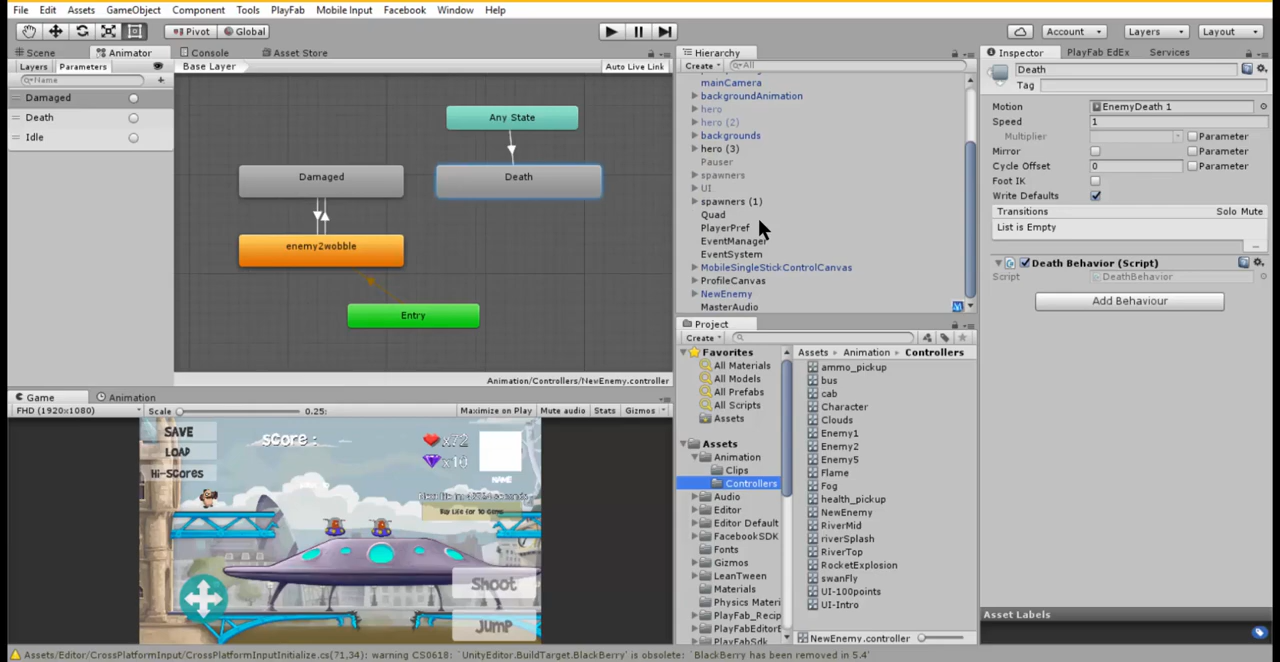 File Edit Assets GameObject Component Tools PlayFab Mobile Input Facebook Window Help
Pivot Global Account Layers Layout
Scene Animator Console Asset Store
Layers Parameters Base Layer Auto Live Link
Name
Damaged
Death
Idle
Any State
Damaged
Death
enemy2wobble
Entry
Animation/Controllers/NewEnemy.controller
Game Animation
FHD (1920x1080) Scale 0.25: Maximize on Play Mute audio Stats Gizmos
SAVE
LOAD
Hi-SCORES
SCORE :
x72
x10
NAME
Shoot
Jump
Hierarchy
Create All
mainCamera
backgroundAnimation
hero
hero (2)
backgrounds
hero (3)
Pauser
spawners
UI
spawners (1)
Quad
PlayerPref
EventManager
EventSystem
MobileSingleStickControlCanvas
ProfileCanvas
NewEnemy
MasterAudio
Project
Create
Favorites
All Materials
All Models
All Prefabs
All Scripts
Assets
Assets
Animation
Clips
Controllers
Audio
Editor
Editor Default
FacebookSDK
Fonts
Gizmos
LeanTween
Materials
Physics Materi
PlayFab_Recip
PlayFabEditorE
PlayFabSdk
Assets Animation Controllers
ammo_pickup
bus
cab
Character
Clouds
Enemy1
Enemy2
Enemy5
Flame
Fog
health_pickup
NewEnemy
RiverMid
riverSplash
RiverTop
RocketExplosion
swanFly
UI-100points
UI-Intro
NewEnemy.controller
Inspector PlayFab EdEx Services
Death
Tag
Motion EnemyDeath 1
Speed 1
Multiplier Parameter
Mirror Parameter
Cycle Offset 0 Parameter
Foot IK
Write Defaults
Transitions Solo Mute
List is Empty
Death Behavior (Script)
Script DeathBehavior
Add Behaviour
Asset Labels
Assets/Editor/CrossPlatformInput/CrossPlatformInputInitialize.cs(71,34): warning CS0618: `UnityEditor.BuildTarget.BlackBerry' is obsolete: `BlackBerry has been removed in 5.4'